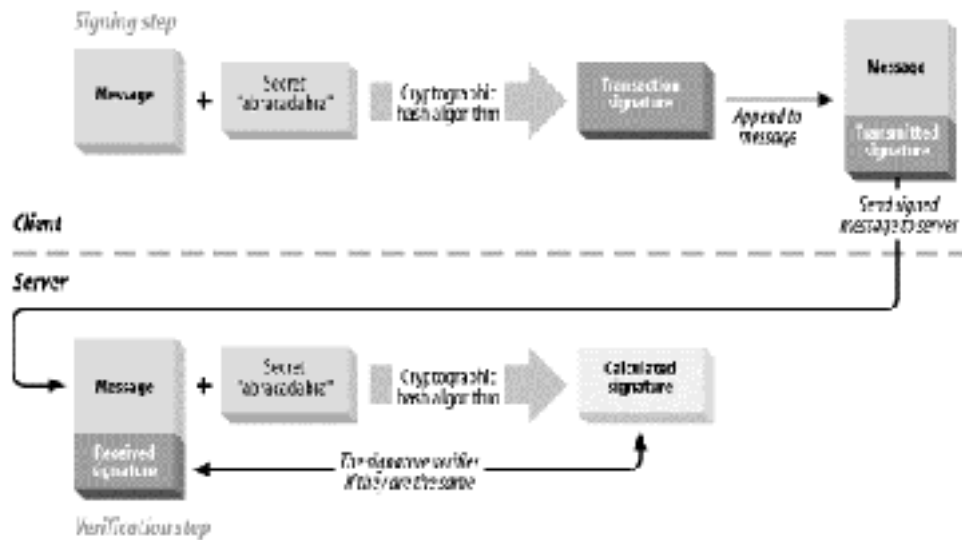 Signing step
Message
+
Secret
"abracadabra"
Cryptographic
hash algorithm
Transaction
signature
Append to
message
Message
Transmitted
signature
Send signed
message to server
Client
Server
Message
+
Secret
"abracadabra"
Cryptographic
hash algorithm
Calculated
signature
Received
signature
The signature verifies
if they are the same
Verification step